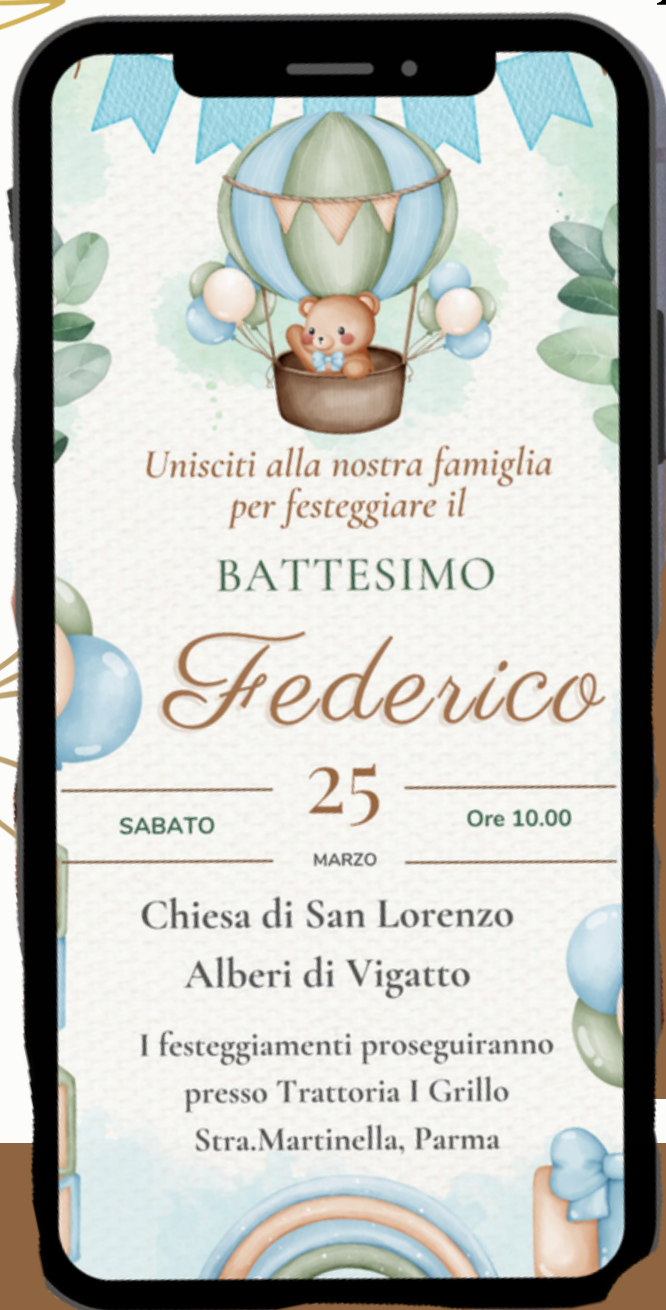 Unisciti alla nostra famiglia
per festeggiare il
BATTESIMO
Federico
25
SABATO
Ore 10.00
MARZO
Chiesa di San Lorenzo
Alberi di Vigatto
I festeggiamenti proseguiranno
presso Trattoria I Grillo
Stra.Martinella, Parma